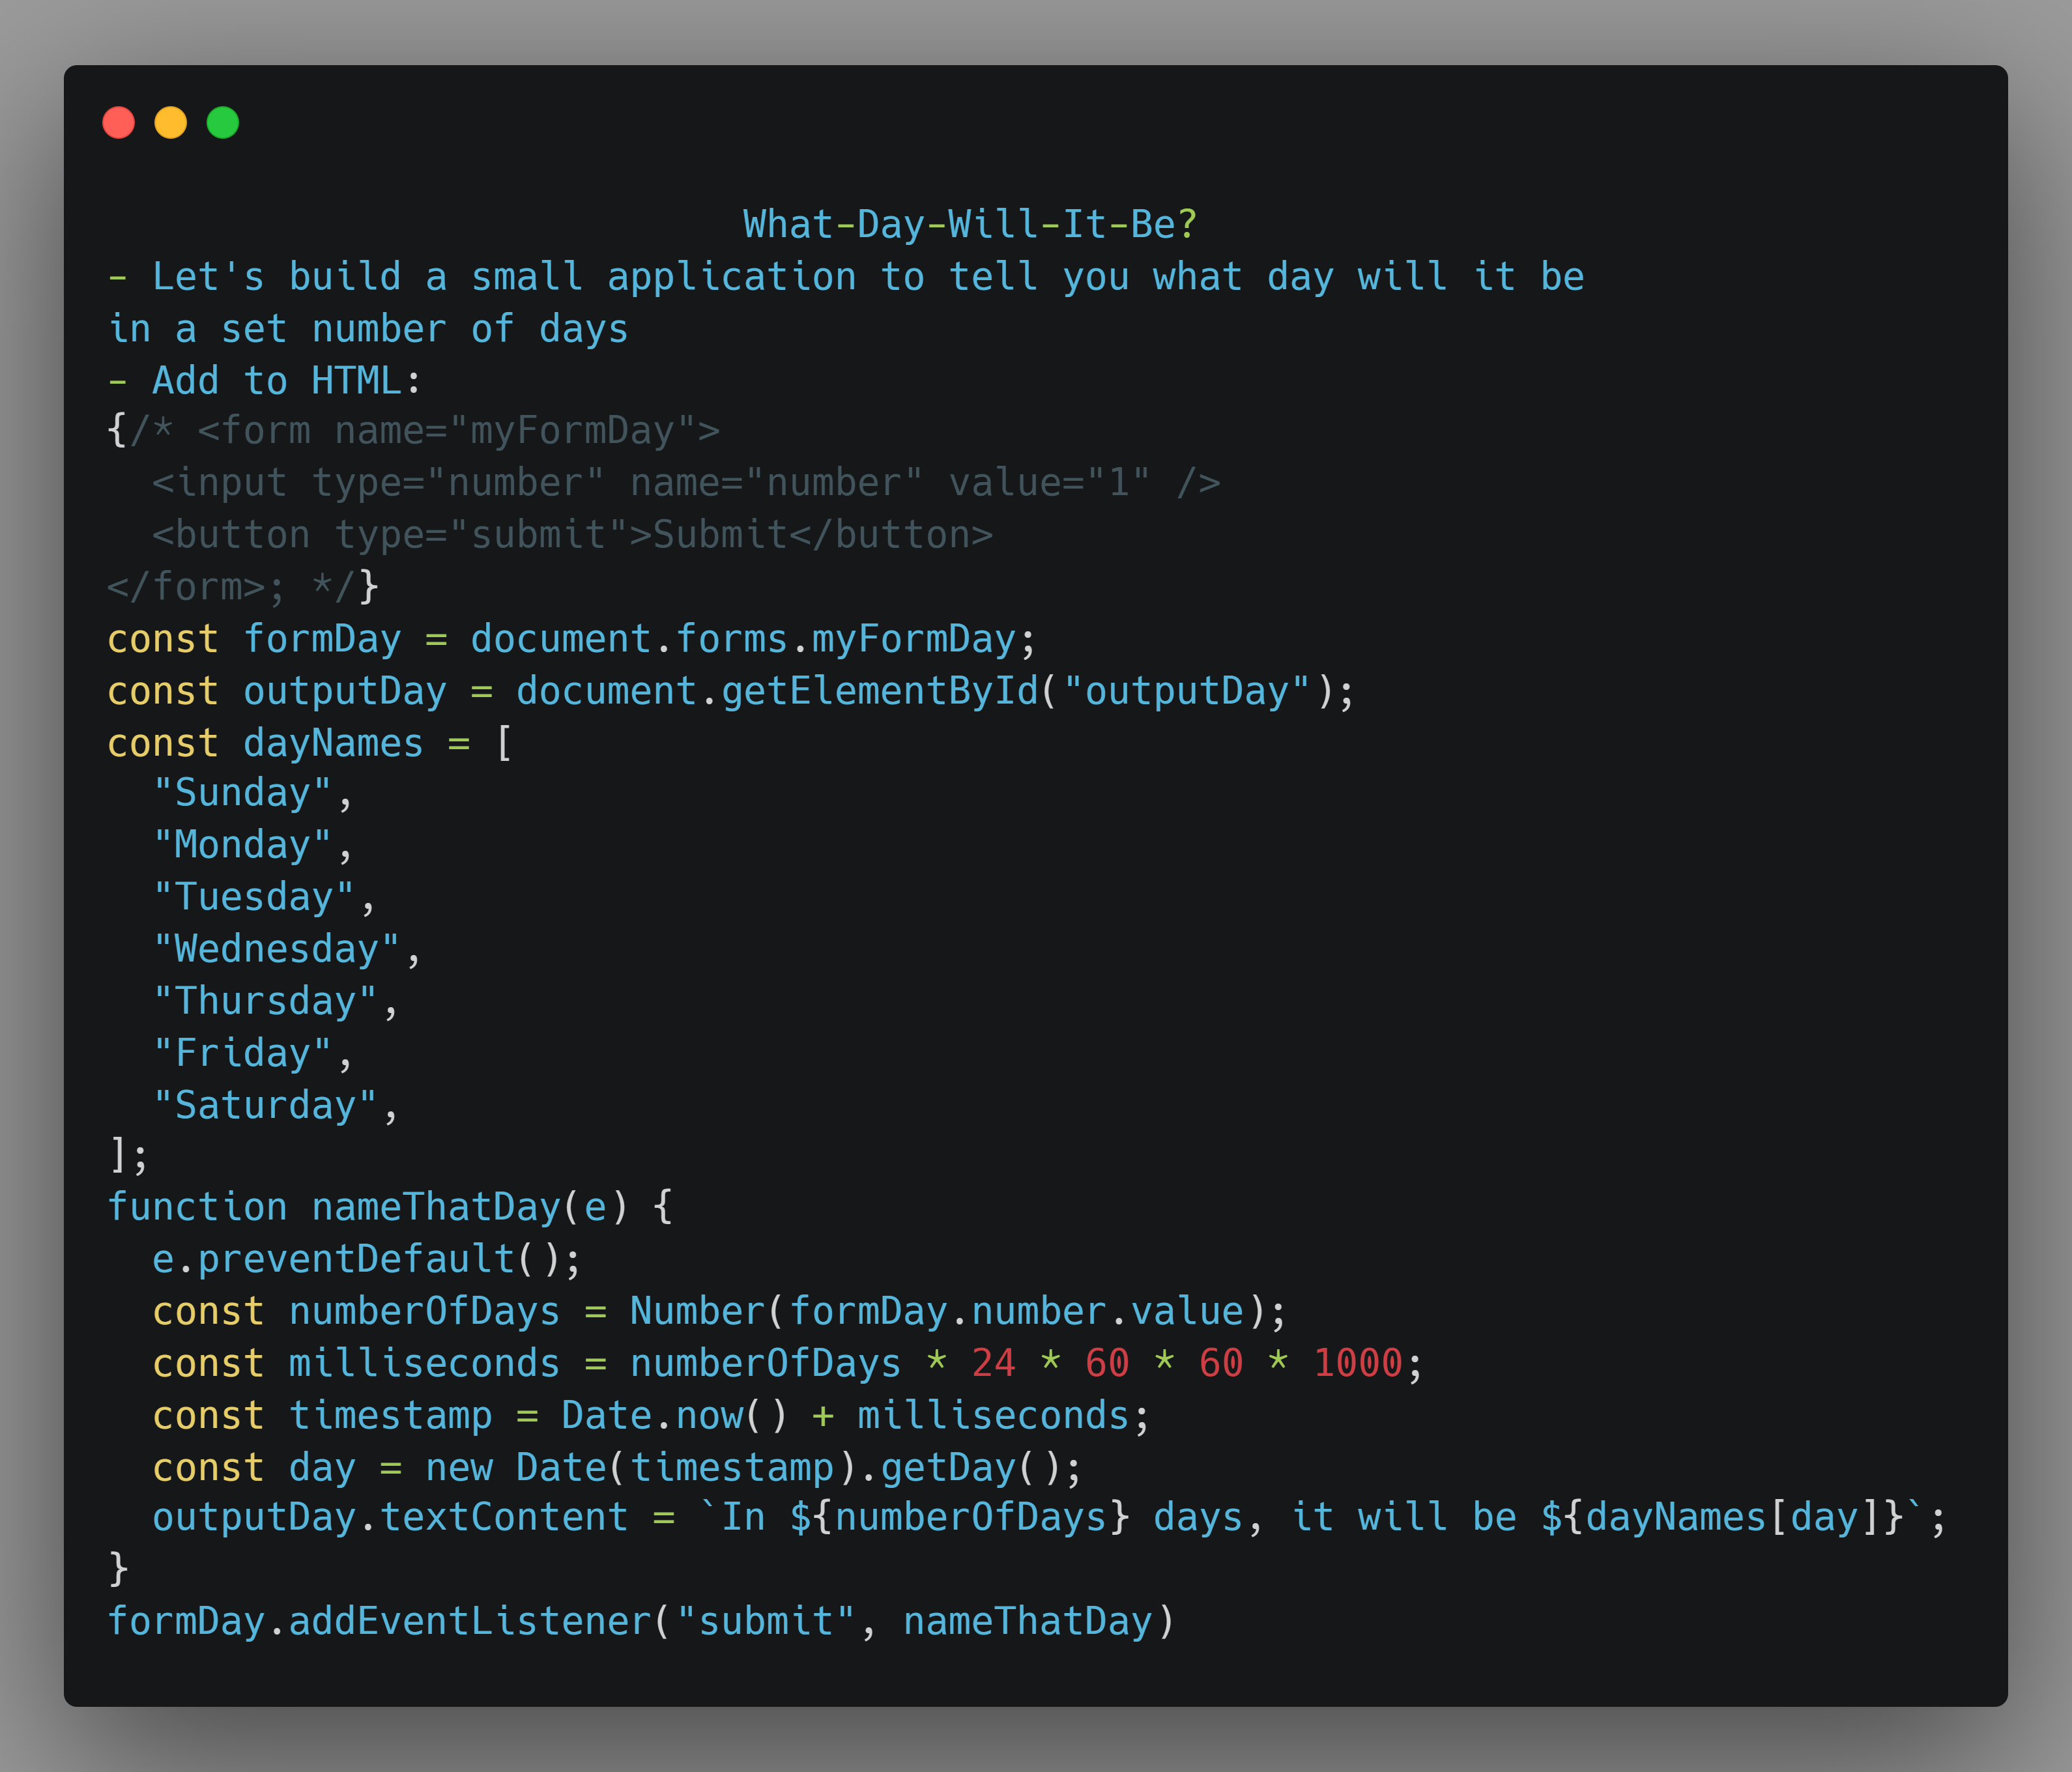 What-Day-Will-It-Be?
- Let's build a small application to tell you what day will it be
in a set number of days
- Add to HTML:
{/* <form name="myFormDay">
  <input type="number" name="number" value="1" />
  <button type="submit">Submit</button>
</form>; */}
const formDay = document.forms.myFormDay;
const outputDay = document.getElementById("outputDay");
const dayNames = [
  "Sunday",
  "Monday",
  "Tuesday",
  "Wednesday",
  "Thursday",
  "Friday",
  "Saturday",
];
function nameThatDay(e) {
  e.preventDefault();
  const numberOfDays = Number(formDay.number.value);
  const milliseconds = numberOfDays * 24 * 60 * 60 * 1000;
  const timestamp = Date.now() + milliseconds;
  const day = new Date(timestamp).getDay();
  outputDay.textContent = `In ${numberOfDays} days, it will be ${dayNames[day]}`;
}
formDay.addEventListener("submit", nameThatDay)